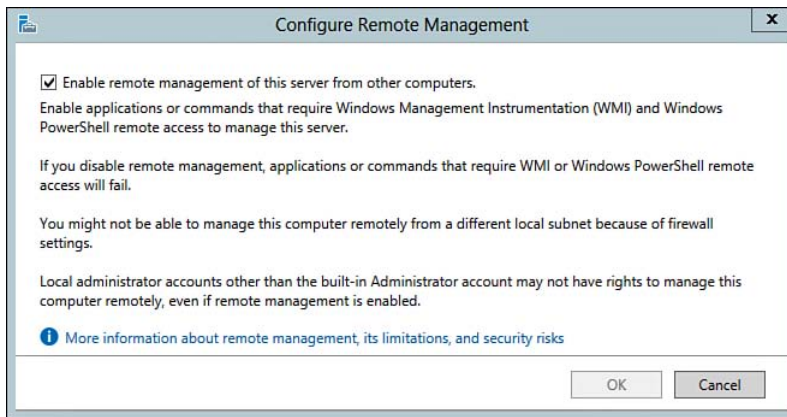 Configure Remote Management
x
Enable remote management of this server from other computers.
Enable applications or commands that require Windows Management Instrumentation (WMI) and Windows
PowerShell remote access to manage this server.
If you disable remote management, applications or commands that require WMI or Windows PowerShell remote
access will fail.
You might not be able to manage this computer remotely from a different local subnet because of firewall
settings.
Local administrator accounts other than the built-in Administrator account may not have rights to manage this
computer remotely, even if remote management is enabled.
More information about remote management, its limitations, and security risks
OK
Cancel